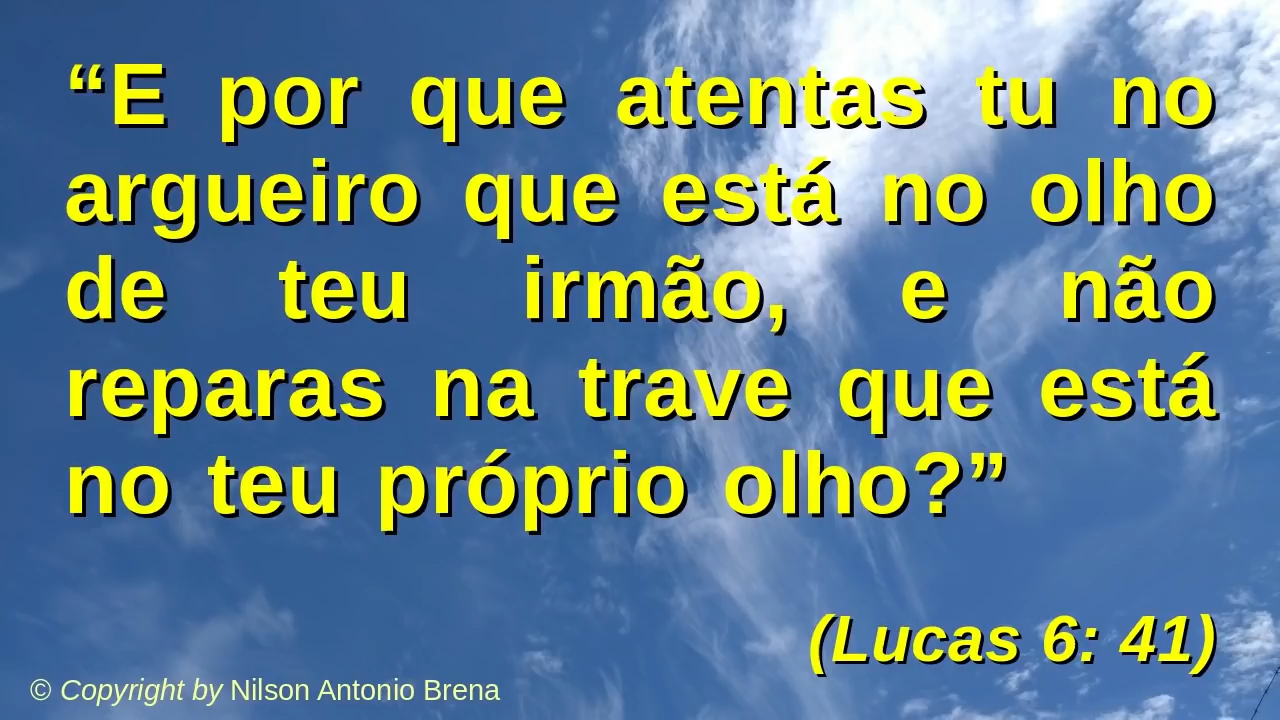 “E por que atentas tu no
argueiro que está no olho
de teu irmão, e não
reparas na trave que está
no teu próprio olho?”
(Lucas 6: 41)
© Copyright by Nilson Antonio Brena